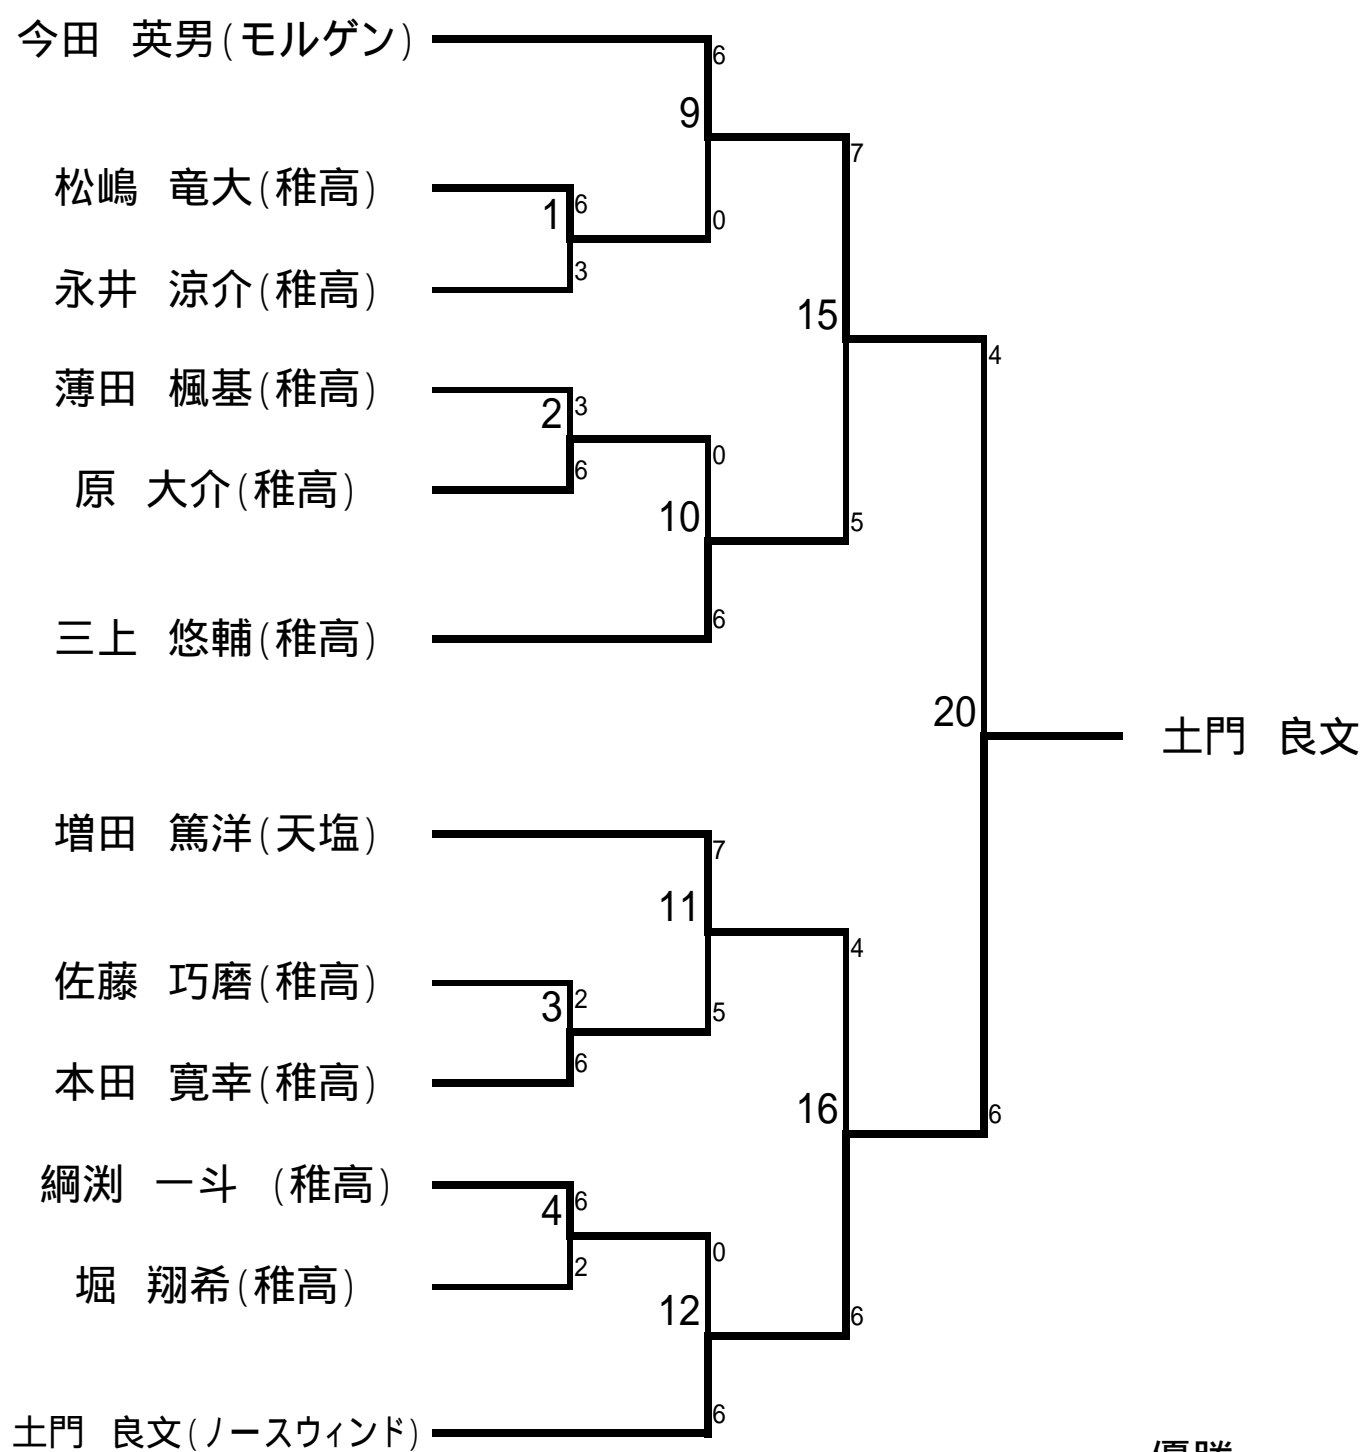 今田 英男(モルゲン)
6
9
7
松嶋 竜大(稚高)
1
6
0
3
永井 涼介(稚高)
15
4
薄田 楓基(稚高)
2
3
0
6
原 大介(稚高)
10
5
6
三上 悠輔(稚高)
20
土門 良文
増田 篤洋(天塩)
7
11
4
佐藤 巧磨(稚高)
3
2
5
6
本田 寛幸(稚高)
16
6
綱渕 一斗 (稚高)
4
6
0
2
堀 翔希(稚高)
12
6
6
土門 良文(ノースウィンド)
優勝